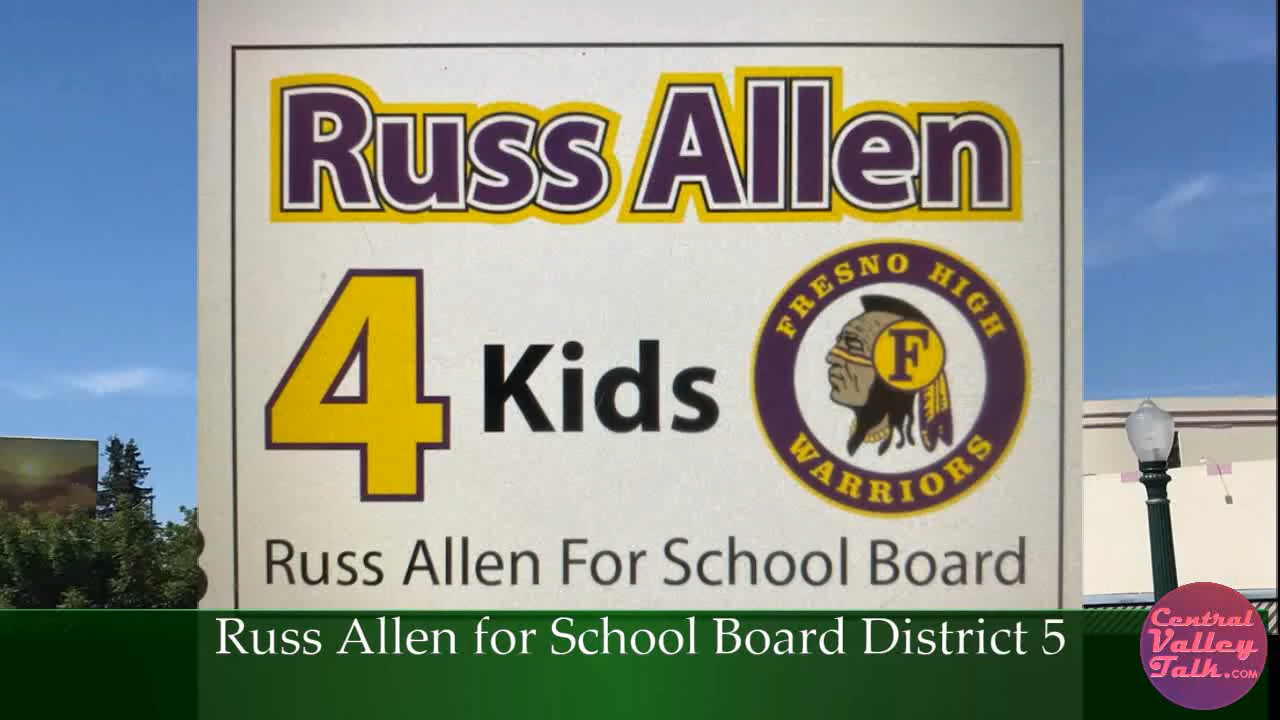 Russ Allen
4 Kids
FRESNO HIGH
F
WARRIORS
Russ Allen For School Board
Russ Allen for School Board District 5
Central
Valley
Talk.COM